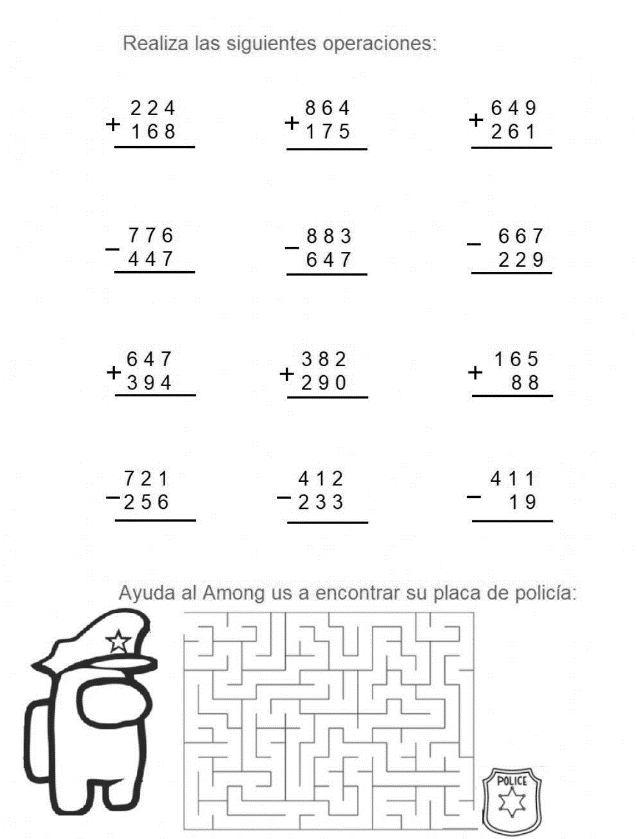 Realiza las siguientes operaciones:
224 864 649
+ 168 + 175 + 261
776 883 667
− 447 − 647 − 229
647 382 165
+ 394 + 290 + 88
721 412 411
− 256 − 233 − 19
Ayuda al Among us a encontrar su placa de policía:
POLICE